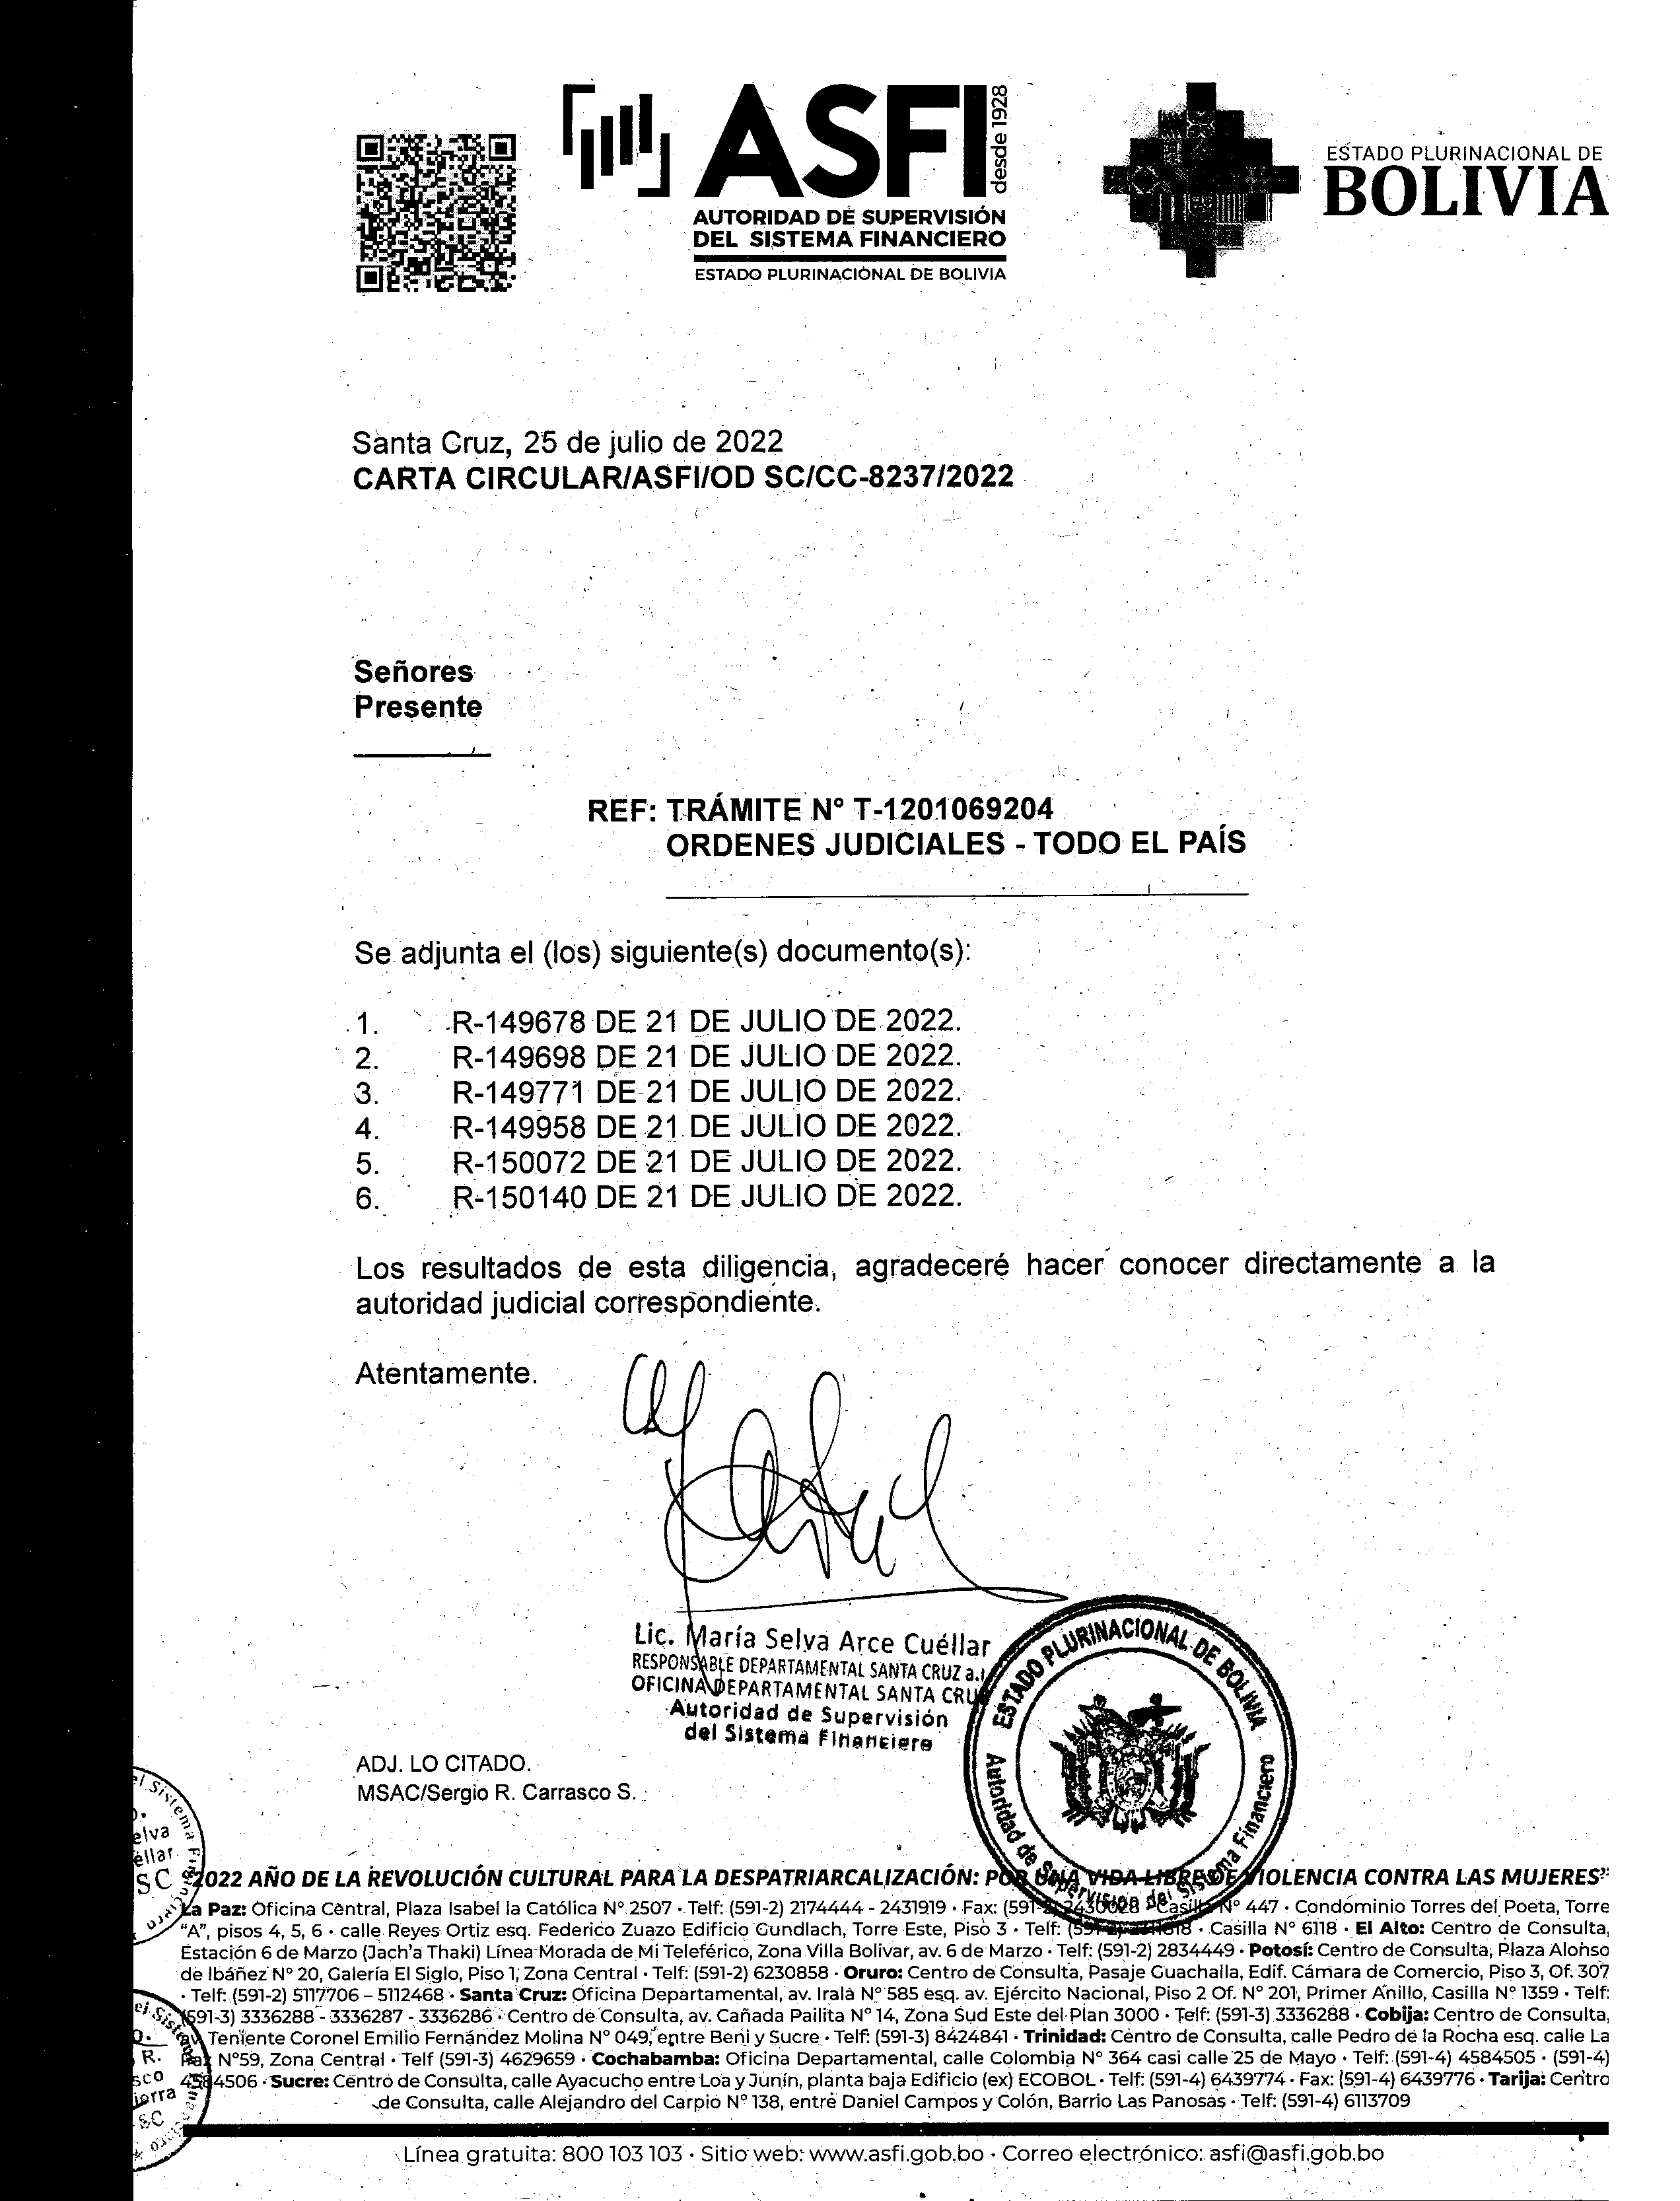 ASFI
desde 1928
AUTORIDAD DE SUPERVISIÓN
DEL SISTEMA FINANCIERO
ESTADO PLURINACIONAL DE BOLIVIA
ESTADO PLURINACIONAL DE
BOLIVIA
Santa Cruz, 25 de julio de 2022
CARTA CIRCULAR/ASFI/OD SC/CC-8237/2022
Señores
Presente
REF: TRÁMITE Nº T-1201069204
ORDENES JUDICIALES - TODO EL PAÍS
Se adjunta el (los) siguiente(s) documento(s):
1. R-149678 DE 21 DE JULIO DE 2022.
2. R-149698 DE 21 DE JULIO DE 2022.
3. R-149771 DE 21 DE JULIO DE 2022.
4. R-149958 DE 21 DE JULIO DE 2022.
5. R-150072 DE 21 DE JULIO DE 2022.
6. R-150140 DE 21 DE JULIO DE 2022.
Los resultados de esta diligencia, agradeceré hacer conocer directamente a la
autoridad judicial correspondiente.
Atentamente.
Lic. María Selva Arce Cuéllar
RESPONSABLE DEPARTAMENTAL SANTA CRUZ a.i
OFICINA DEPARTAMENTAL SANTA CRU
Autoridad de Supervisión
del Sistema Financiero
ESTADO PLURINACIONAL DE BOLIVIA
Autoridad de Supervisión del Sistema Financiero
ADJ. LO CITADO.
MSAC/Sergio R. Carrasco S.
2022 AÑO DE LA REVOLUCIÓN CULTURAL PARA LA DESPATRIARCALIZACIÓN: POR UNA VIDA LIBRE DE VIOLENCIA CONTRA LAS MUJERES"
La Paz: Oficina Central, Plaza Isabel la Católica Nº 2507 · Telf: (591-2) 2174444 - 2431919 · Fax: (591-2) 2430028 · Casilla Nº 447 · Condominio Torres del Poeta, Torre
"A", pisos 4, 5, 6 · calle Reyes Ortiz esq. Federico Zuazo Edificio Gundlach, Torre Este, Piso 3 · Telf: · Casilla Nº 6118 · El Alto: Centro de Consulta,
Estación 6 de Marzo (Jach'a Thaki) Línea Morada de Mi Teleférico, Zona Villa Bolivar, av. 6 de Marzo · Telf: (591-2) 2834449 · Potosí: Centro de Consulta, Plaza Alonso
de Ibáñez Nº 20, Galería El Siglo, Piso 1, Zona Central · Telf: (591-2) 6230858 · Oruro: Centro de Consulta, Pasaje Guachalla, Edif. Cámara de Comercio, Piso 3, Of. 307
· Telf: (591-2) 5117706 – 5112468 · Santa Cruz: Oficina Departamental, av. Irala Nº 585 esq. av. Ejército Nacional, Piso 2 Of. Nº 201, Primer Anillo, Casilla Nº 1359 · Telf:
(591-3) 3336288 - 3336287 - 3336286 · Centro de Consulta, av. Cañada Pailita Nº 14, Zona Sud Este del Plan 3000 · Telf: (591-3) 3336288 · Cobija: Centro de Consulta,
Teniente Coronel Emilio Fernández Molina Nº 049, entre Beni y Sucre · Telf: (591-3) 8424841 · Trinidad: Centro de Consulta, calle Pedro de la Rocha esq. calle La
Paz Nº59, Zona Central · Telf (591-3) 4629659 · Cochabamba: Oficina Departamental, calle Colombia Nº 364 casi calle 25 de Mayo · Telf: (591-4) 4584505 · (591-4)
4584506 · Sucre: Centro de Consulta, calle Ayacucho entre Loa y Junín, planta baja Edificio (ex) ECOBOL · Telf: (591-4) 6439774 · Fax: (591-4) 6439776 · Tarija: Centro
de Consulta, calle Alejandro del Carpio Nº 138, entre Daniel Campos y Colón, Barrio Las Panosas · Telf: (591-4) 6113709
Línea gratuita: 800 103 103 · Sitio web: www.asfi.gob.bo · Correo electrónico: asfi@asfi.gob.bo